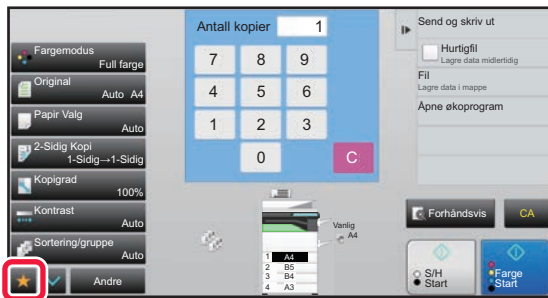 Antall kopier 1
Fargemodus
Full farge
Original
Auto A4
Papir Valg
Auto
2-Sidig Kopi
1-Sidig→1-Sidig
Kopigrad
100%
Kontrast
Auto
Sortering/gruppe
Auto
Andre
7 8 9
4 5 6
1 2 3
0 C
Vanlig
A4
1 A4
2 B5
3 B4
4 A3
Send og skriv ut
Hurtigfil
Lagre data midlertidig
Fil
Lagre data i mappe
Åpne økoprogram
Forhåndsvis CA
S/H
Start
Farge
Start